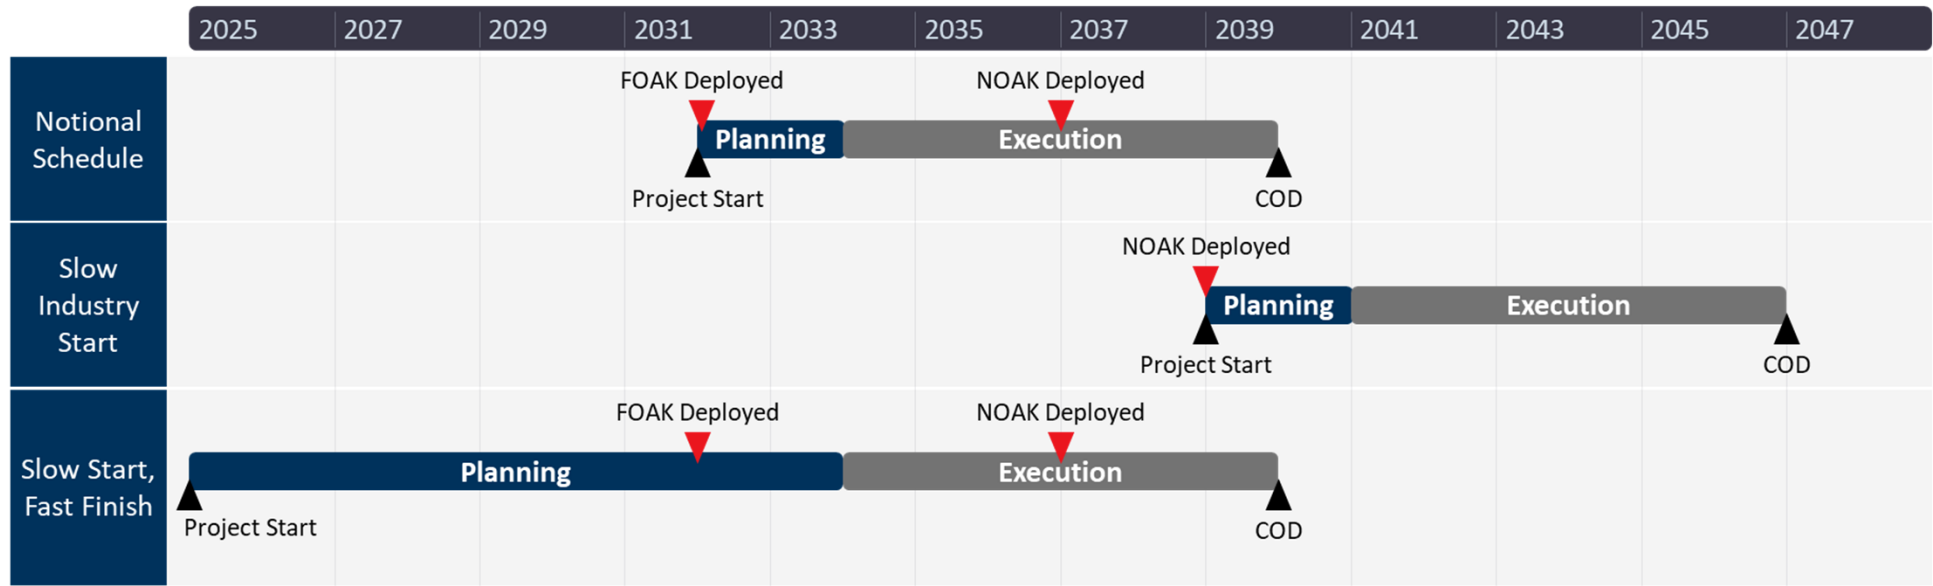 2025 2027 2029 2031 2033 2035 2037 2039 2041 2043 2045 2047
Notional
Schedule
FOAK Deployed
NOAK Deployed
Planning
Execution
Project Start
COD
Slow
Industry
Start
NOAK Deployed
Planning
Execution
Project Start
COD
Slow Start,
Fast Finish
FOAK Deployed
NOAK Deployed
Planning
Execution
Project Start
COD